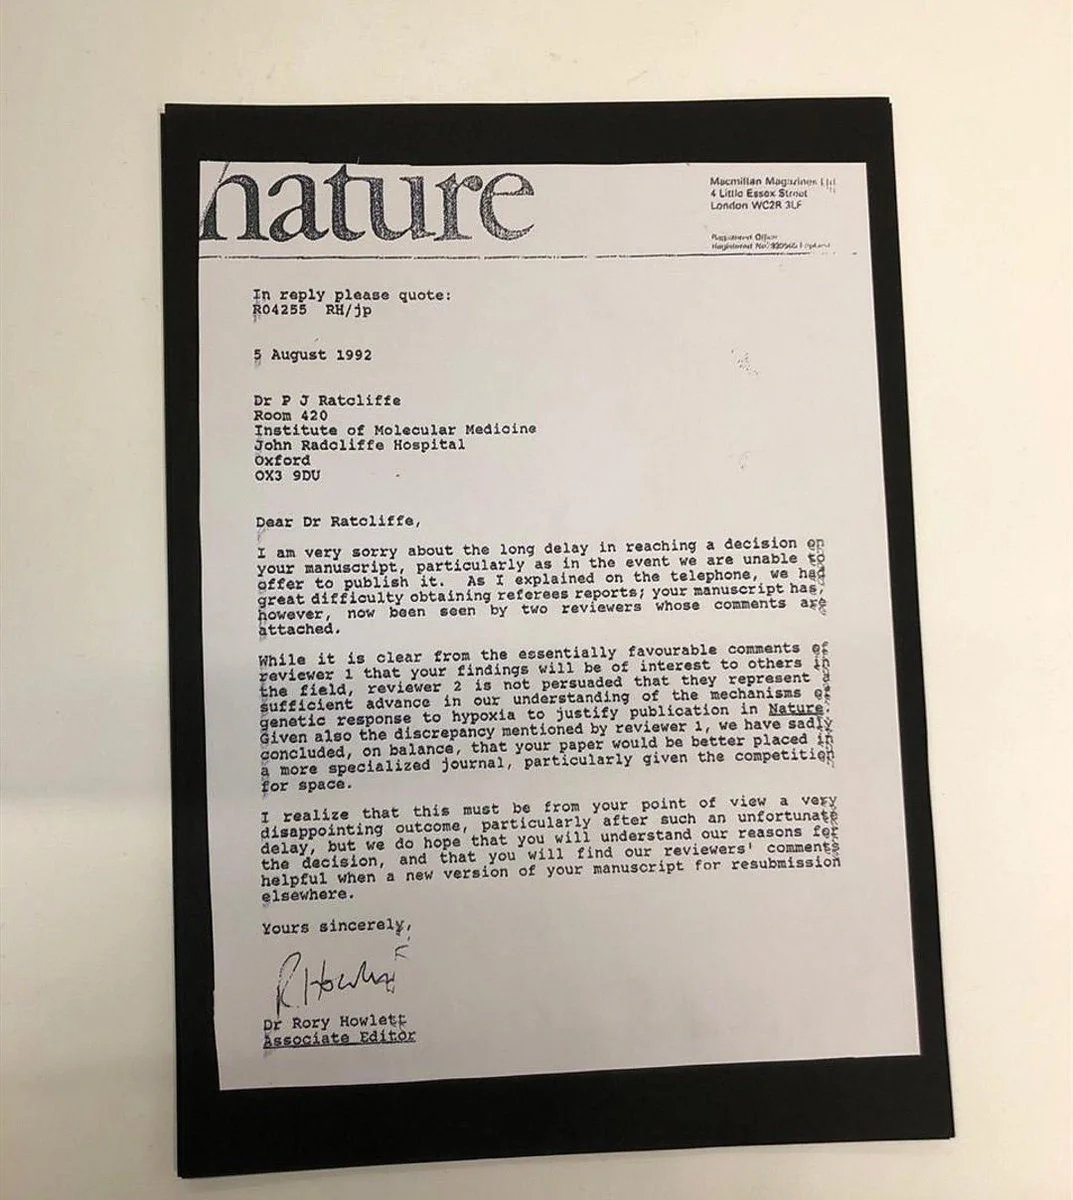 nature
Macmillan Magazines Ltd
4 Little Essex Street
London WC2R 3LF
Registered Office
Registered No: England
In reply please quote:
R04255 RH/jp
5 August 1992
Dr P J Ratcliffe
Room 420
Institute of Molecular Medicine
John Radcliffe Hospital
Oxford
OX3 9DU
Dear Dr Ratcliffe,
I am very sorry about the long delay in reaching a decision on
your manuscript, particularly as in the event we are unable to
offer to publish it. As I explained on the telephone, we had
great difficulty obtaining referees reports; your manuscript has,
however, now been seen by two reviewers whose comments are
attached.
While it is clear from the essentially favourable comments of
reviewer 1 that your findings will be of interest to others in
the field, reviewer 2 is not persuaded that they represent a
sufficient advance in our understanding of the mechanisms of
genetic response to hypoxia to justify publication in Nature.
Given also the discrepancy mentioned by reviewer 1, we have sadly
concluded, on balance, that your paper would be better placed in
a more specialized journal, particularly given the competition
for space.
I realize that this must be from your point of view a very
disappointing outcome, particularly after such an unfortunate
delay, but we do hope that you will understand our reasons for
the decision, and that you will find our reviewers' comments
helpful when a new version of your manuscript for resubmission
elsewhere.
Yours sincerely,
R. Howlett
Dr Rory Howlett
Associate Editor